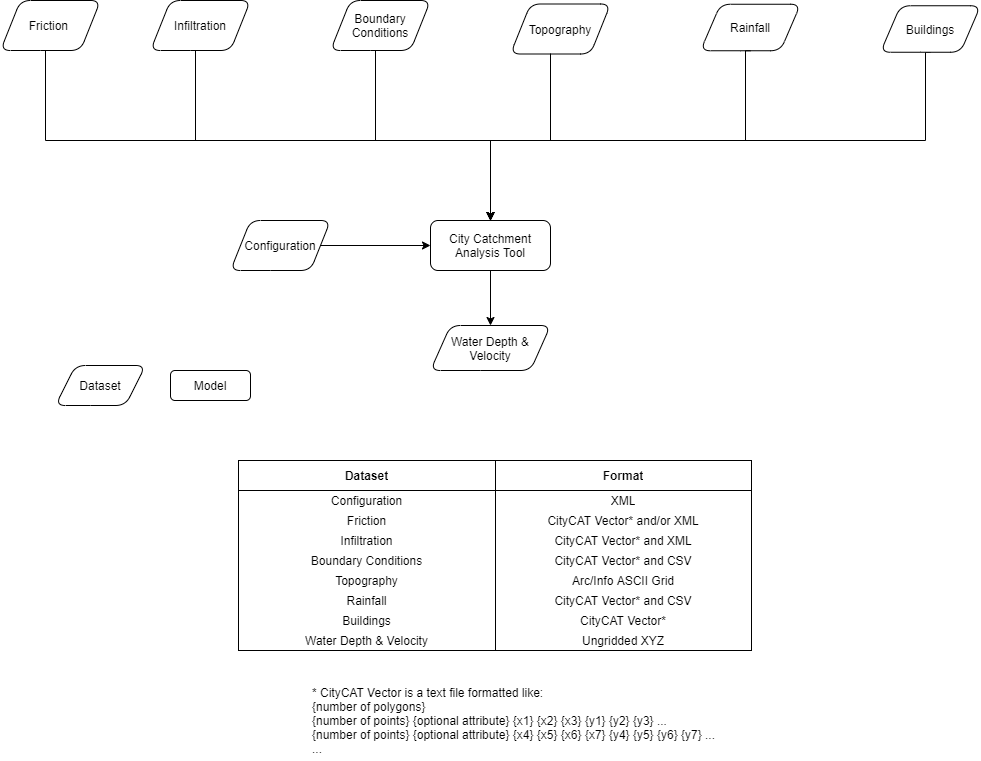 Friction
Infiltration
Boundary
Conditions
Topography
Rainfall
Buildings
Configuration
City Catchment
Analysis Tool
Water Depth &
Velocity
Dataset
Model
Dataset Format
Configuration XML
Friction CityCAT Vector* and/or XML
Infiltration CityCAT Vector* and XML
Boundary Conditions CityCAT Vector* and CSV
Topography Arc/Info ASCII Grid
Rainfall CityCAT Vector* and CSV
Buildings CityCAT Vector*
Water Depth & Velocity Ungridded XYZ
* CityCAT Vector is a text file formatted like:
{number of polygons}
{number of points} {optional attribute} {x1} {x2} {x3} {y1} {y2} {y3} ...
{number of points} {optional attribute} {x4} {x5} {x6} {x7} {y4} {y5} {y6} {y7} ...
...